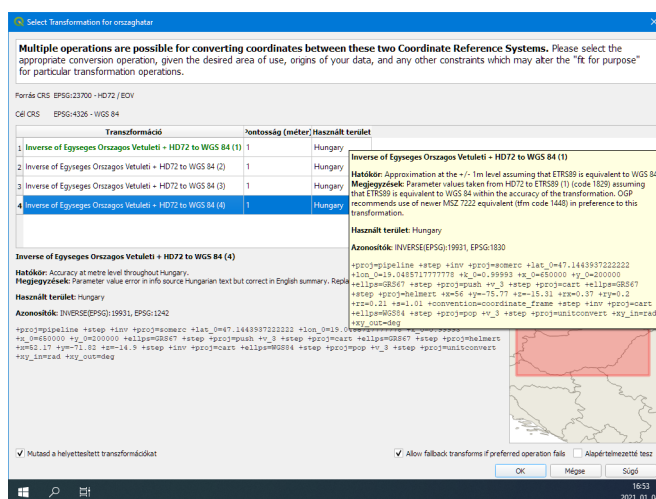 Select Transformation for orszaghatar
Multiple operations are possible for converting coordinates between these two Coordinate Reference Systems. Please select the
appropriate conversion operation, given the desired area of use, origins of your data, and any other constraints which may alter the "fit for purpose"
for particular transformation operations.
Forrás CRS EPSG:23700 - HD72 / EOV
Cél CRS EPSG:4326 - WGS 84
Transzformáció Pontosság (méter) Használt terület
1 Inverse of Egyseges Orszagos Vetuleti + HD72 to WGS 84 (1) 1 Hungary
2 Inverse of Egyseges Orszagos Vetuleti + HD72 to WGS 84 (2) 1 Hungary
3 Inverse of Egyseges Orszagos Vetuleti + HD72 to WGS 84 (3) 1 Hungary
4 Inverse of Egyseges Orszagos Vetuleti + HD72 to WGS 84 (4) 1 Hungary
Inverse of Egyseges Orszagos Vetuleti + HD72 to WGS 84 (1)
Hatókör: Approximation at the +/- 1m level assuming that ETRS89 is equivalent to WGS 84
Megjegyzések: Parameter values taken from HD72 to ETRS89 (1) (code 1829) assuming
that ETRS89 is equivalent to WGS 84 within the accuracy of the transformation. OGP
recommends use of newer MSZ 7222 equivalent (tfm code 1448) in preference to this
transformation.
Használt terület: Hungary
Azonosítók: INVERSE(EPSG):19931, EPSG:1830
+proj=pipeline +step +inv +proj=somerc +lat_0=47.1443937222222
+lon_0=19.0485717777778 +k_0=0.99993 +x_0=650000 +y_0=200000
+ellps=GRS67 +step +proj=push +v_3 +step +proj=cart +ellps=GRS67
+step +proj=helmert +x=56 +y=-75.77 +z=-15.31 +rx=0.37 +ry=0.2
+rz=0.21 +s=1.01 +convention=coordinate_frame +step +inv +proj=cart
+ellps=WGS84 +step +proj=pop +v_3 +step +proj=unitconvert +xy_in=rad
+xy_out=deg
Inverse of Egyseges Orszagos Vetuleti + HD72 to WGS 84 (4)
Hatókör: Accuracy at metre level throughout Hungary.
Megjegyzések: Parameter value error in info source Hungarian text but correct in English summary. Repla
Használt terület: Hungary
Azonosítók: INVERSE(EPSG):19931, EPSG:1242
+proj=pipeline +step +inv +proj=somerc +lat_0=47.1443937222222
+x_0=650000 +y_0=200000 +ellps=GRS67 +step +proj=push +v_3 +step +proj=cart +ellps=GRS67 +step +proj=helmert
+x=52.17 +y=-71.82 +z=-14.9 +step +inv +proj=cart +ellps=WGS84 +step +proj=pop +v_3 +step +proj=unitconvert
+xy_in=rad +xy_out=deg
Mutasd a helyettesített transzformációkat
Allow fallback transforms if preferred operation fails
Alapértelmezetté tesz
OK Mégse Súgó
16:53